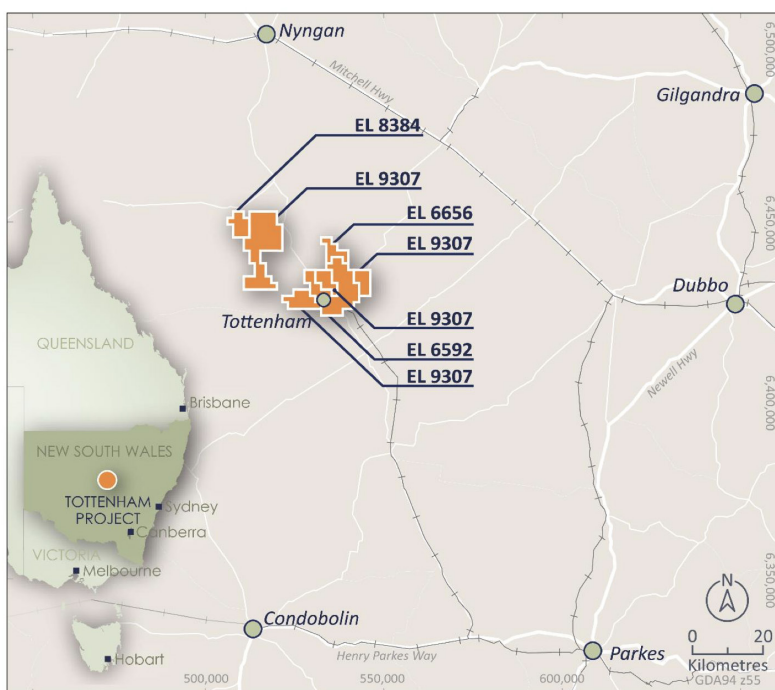 Nyngan
6,500,000
Mitchell Hwy
Gilgandra
EL 8384
EL 9307
EL 6656
6,450,000
EL 9307
Dubbo
Tottenham
EL 9307
EL 6592
EL 9307
Newell Hwy
6,400,000
QUEENSLAND
Brisbane
NEW SOUTH WALES
TOTTENHAM
PROJECT
Sydney
Canberra
VICTORIA
Melbourne
Hobart
6,350,000
N
Condobolin
Henry Parkes Way
Parkes
0 20
Kilometres
GDA94 z55
500,000
550,000
600,000